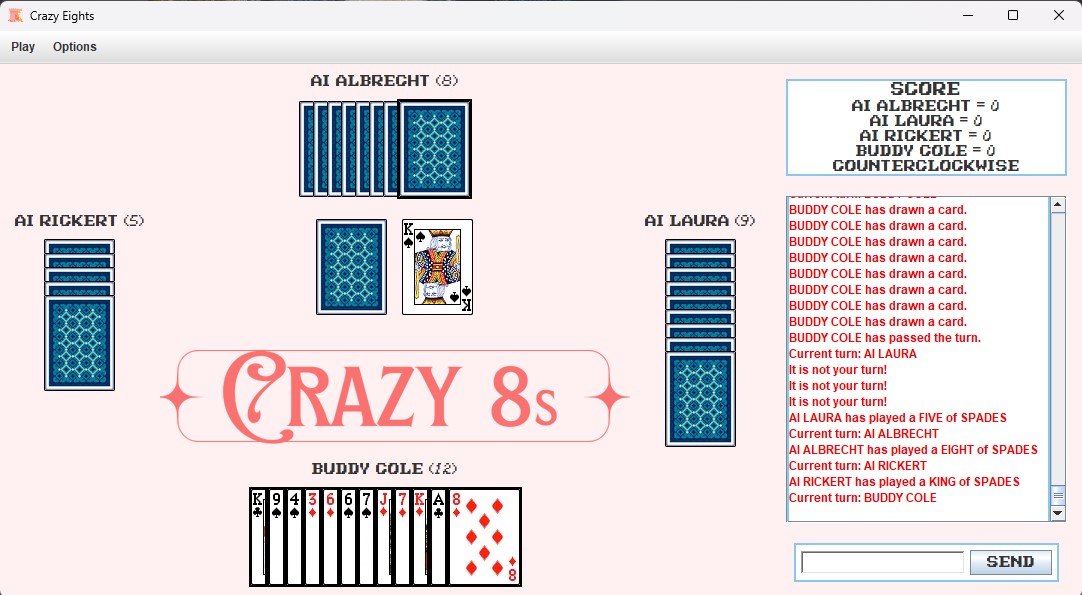 Crazy Eights
Play Options
AI ALBRECHT (8)
SCORE
AI ALBRECHT = 0
AI LAURA = 0
AI RICKERT = 0
BUDDY COLE = 0
COUNTERCLOCKWISE
AI RICKERT (5)
K
K
AI LAURA (9)
BUDDY COLE has drawn a card.
BUDDY COLE has drawn a card.
BUDDY COLE has drawn a card.
BUDDY COLE has drawn a card.
BUDDY COLE has drawn a card.
BUDDY COLE has drawn a card.
BUDDY COLE has drawn a card.
BUDDY COLE has drawn a card.
BUDDY COLE has passed the turn.
Current turn: AI LAURA
It is not your turn!
It is not your turn!
It is not your turn!
AI LAURA has played a FIVE of SPADES
Current turn: AI ALBRECHT
AI ALBRECHT has played a EIGHT of SPADES
Current turn: AI RICKERT
AI RICKERT has played a KING of SPADES
Current turn: BUDDY COLE
CRAZY 8s
BUDDY COLE (12)
K 9 4 3 6 6 7 J 7 K A 8
8
SEND